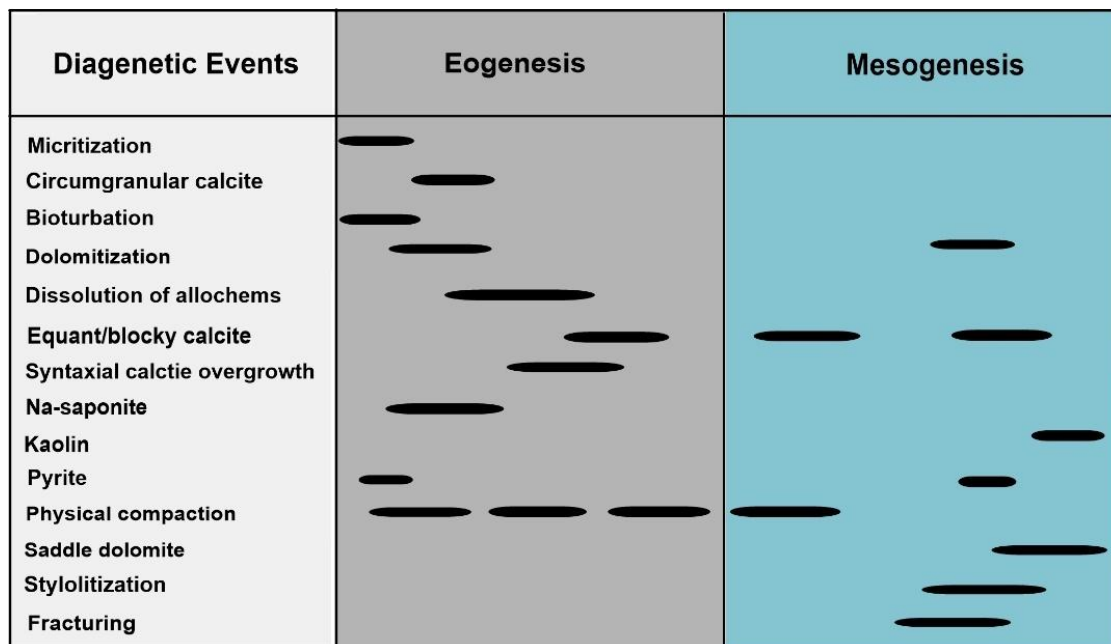 Diagenetic Events
Eogenesis
Mesogenesis
Micritization
Circumgranular calcite
Bioturbation
Dolomitization
Dissolution of allochems
Equant/blocky calcite
Syntaxial calctie overgrowth
Na-saponite
Kaolin
Pyrite
Physical compaction
Saddle dolomite
Stylolitization
Fracturing